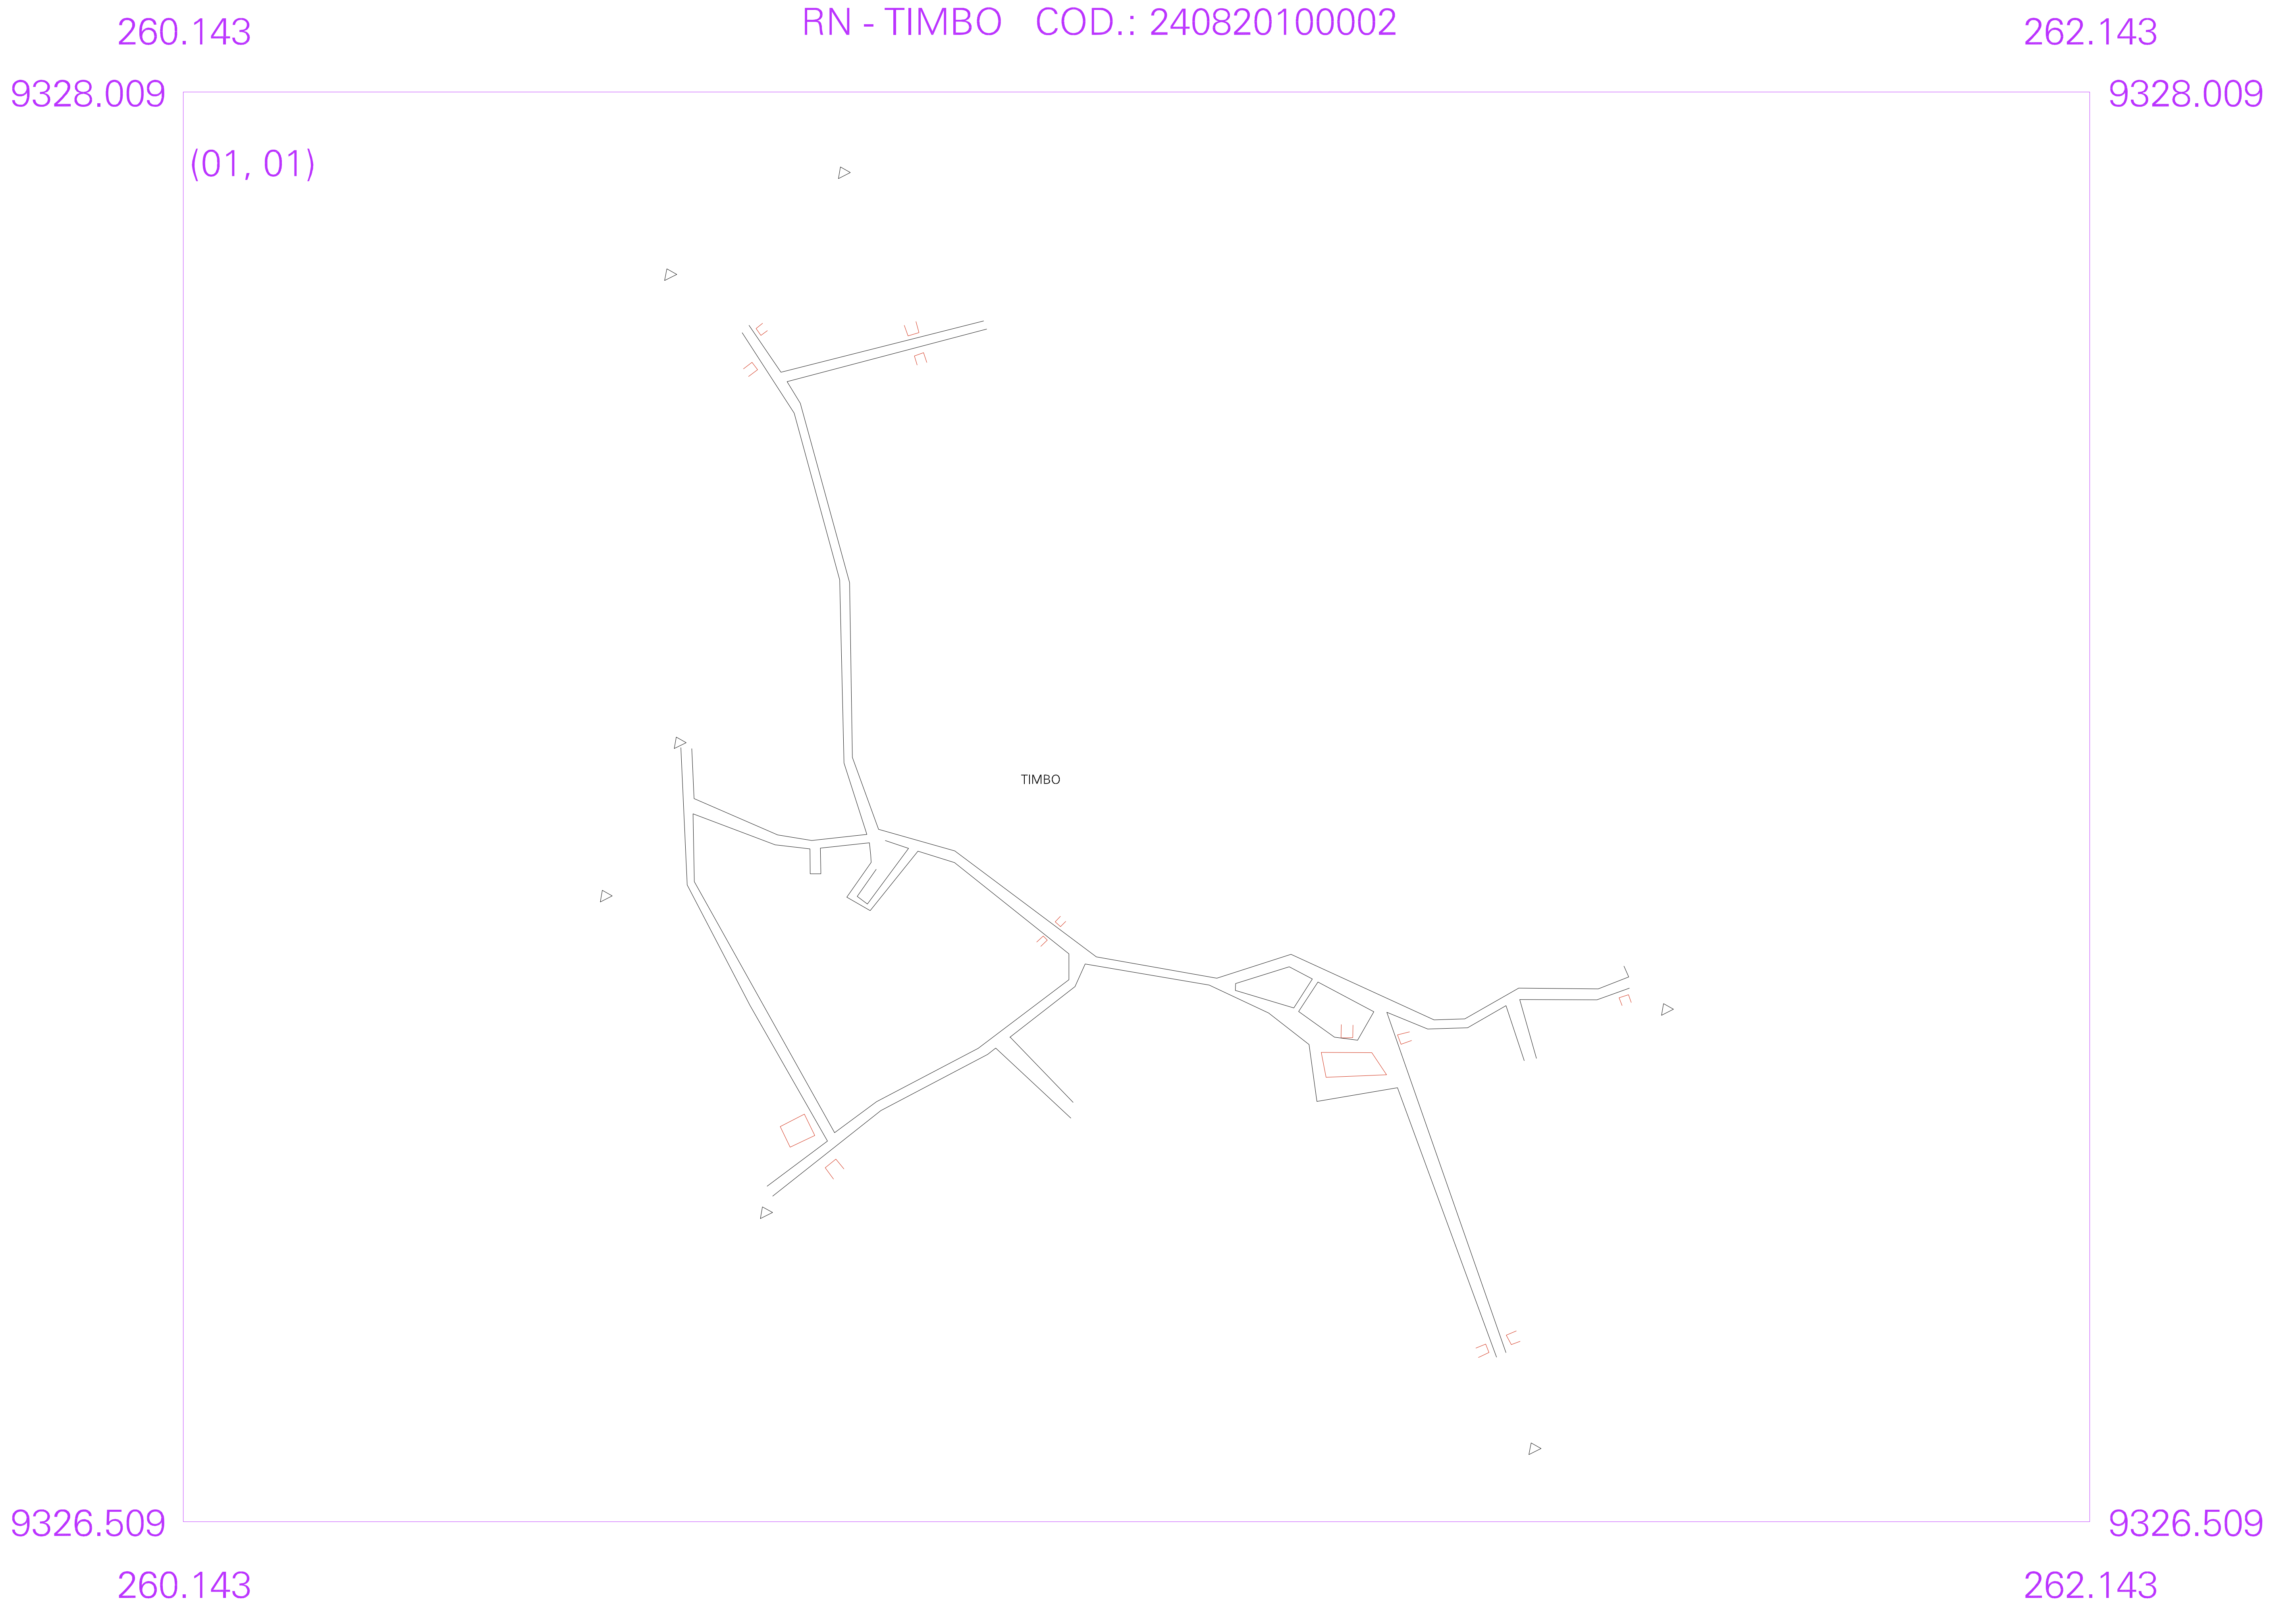 RN - TIMBO COD.: 240820100002
260.143 262.143
9328.009 9328.009
(01, 01)
TIMBO
9326.509 9326.509
260.143 262.143